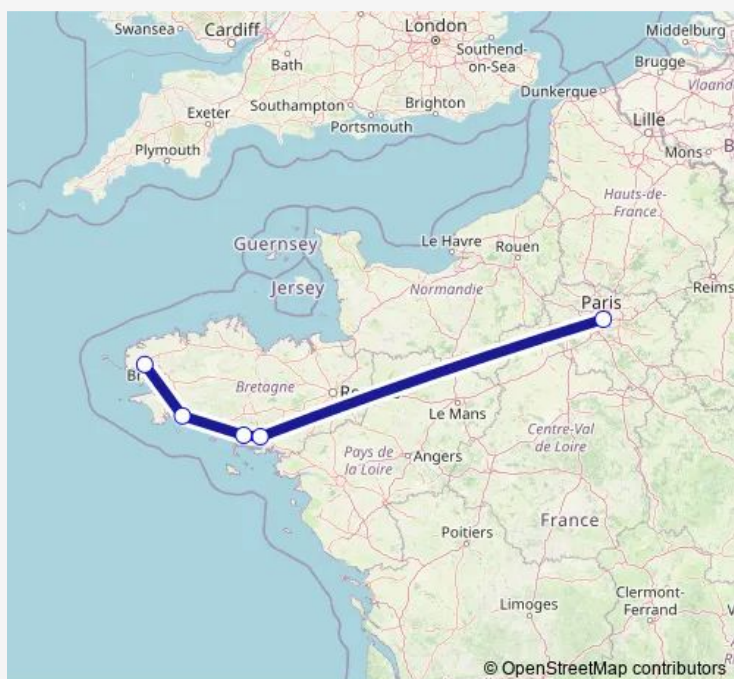 Swansea
Cardiff
London
Middelburg
Bath
Southend-
on-Sea
Brugge
Dunkerque
Exeter
Southampton
Portsmouth
Brighton
Lille
Plymouth
Mons
Hauts-de-
France
Guernsey
Le Havre
Rouen
Jersey
Normandie
Reims
Paris
Bretagne
Le Mans
Centre-Val
de Loire
Pays de
la Loire
Angers
France
Poitiers
Limoges
Clermont-
Ferrand
© OpenStreetMap contributors